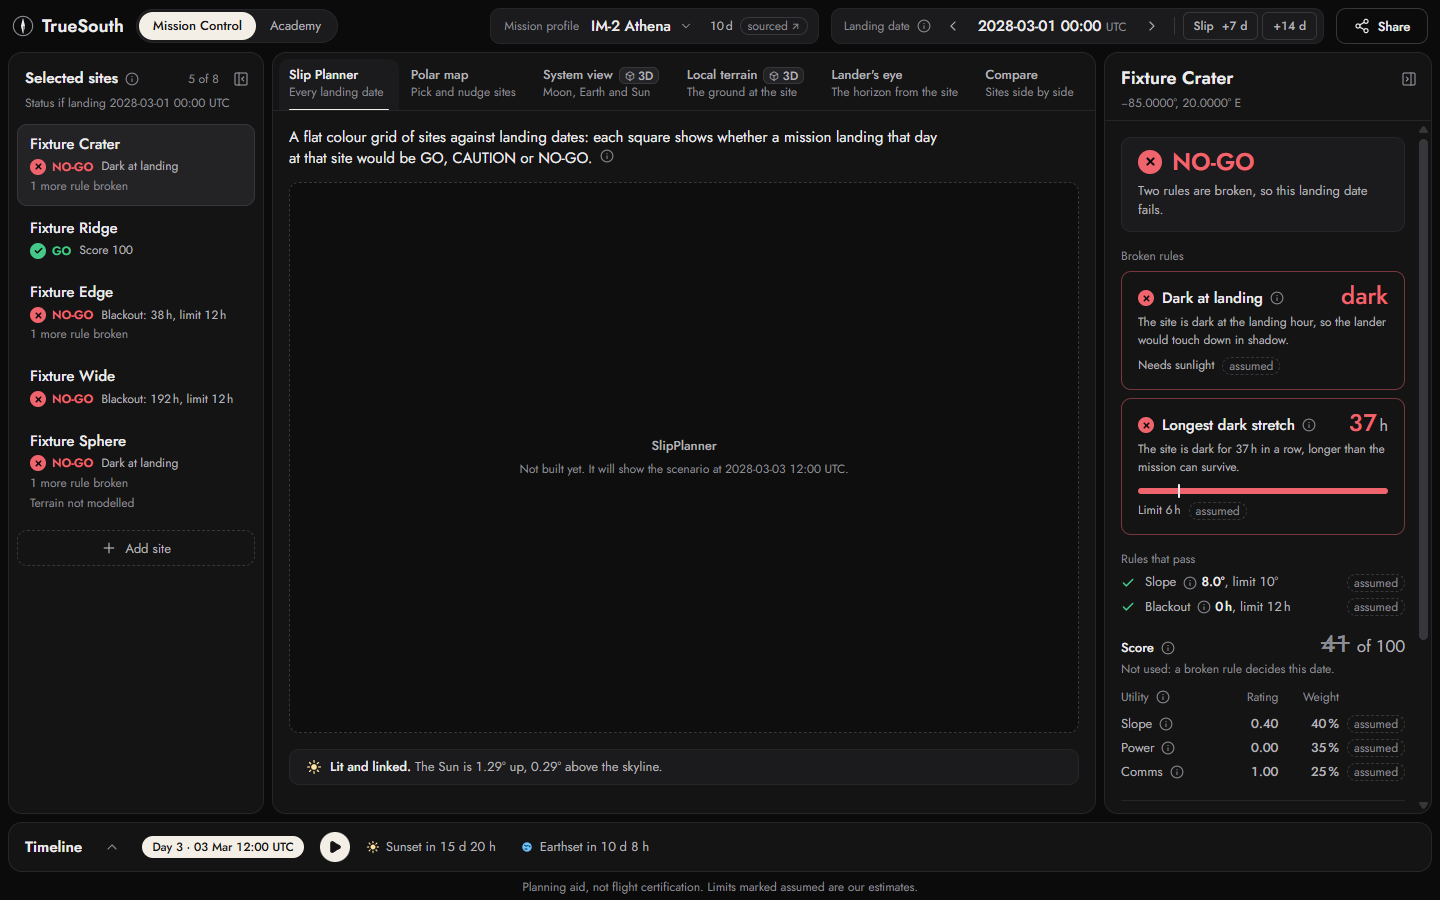 TrueSouth
Mission Control
Academy
Mission profile IM-2 Athena 10 d sourced ↗
Landing date 2028-03-01 00:00 UTC
Slip +7 d +14 d
Share
Selected sites 5 of 8
Status if landing 2028-03-01 00:00 UTC
Fixture Crater
NO-GO Dark at landing
1 more rule broken
Fixture Ridge
GO Score 100
Fixture Edge
NO-GO Blackout: 38 h, limit 12 h
1 more rule broken
Fixture Wide
NO-GO Blackout: 192 h, limit 12 h
Fixture Sphere
NO-GO Dark at landing
1 more rule broken
Terrain not modelled
+ Add site
Slip Planner
Every landing date
Polar map
Pick and nudge sites
System view 3D
Moon, Earth and Sun
Local terrain 3D
The ground at the site
Lander's eye
The horizon from the site
Compare
Sites side by side
A flat colour grid of sites against landing dates: each square shows whether a mission landing that day
at that site would be GO, CAUTION or NO-GO.
SlipPlanner
Not built yet. It will show the scenario at 2028-03-03 12:00 UTC.
Lit and linked. The Sun is 1.29° up, 0.29° above the skyline.
Fixture Crater
−85.0000°, 20.0000° E
NO-GO
Two rules are broken, so this landing date
fails.
Broken rules
Dark at landing dark
The site is dark at the landing hour, so the lander
would touch down in shadow.
Needs sunlight assumed
Longest dark stretch 37 h
The site is dark for 37 h in a row, longer than the
mission can survive.
Limit 6 h assumed
Rules that pass
Slope 8.0°, limit 10° assumed
Blackout 0 h, limit 12 h assumed
Score 41 of 100
Not used: a broken rule decides this date.
Utility Rating Weight
Slope 0.40 40 % assumed
Power 0.00 35 % assumed
Comms 1.00 25 % assumed
Timeline
Day 3 · 03 Mar 12:00 UTC
Sunset in 15 d 20 h
Earthset in 10 d 8 h
Planning aid, not flight certification. Limits marked assumed are our estimates.